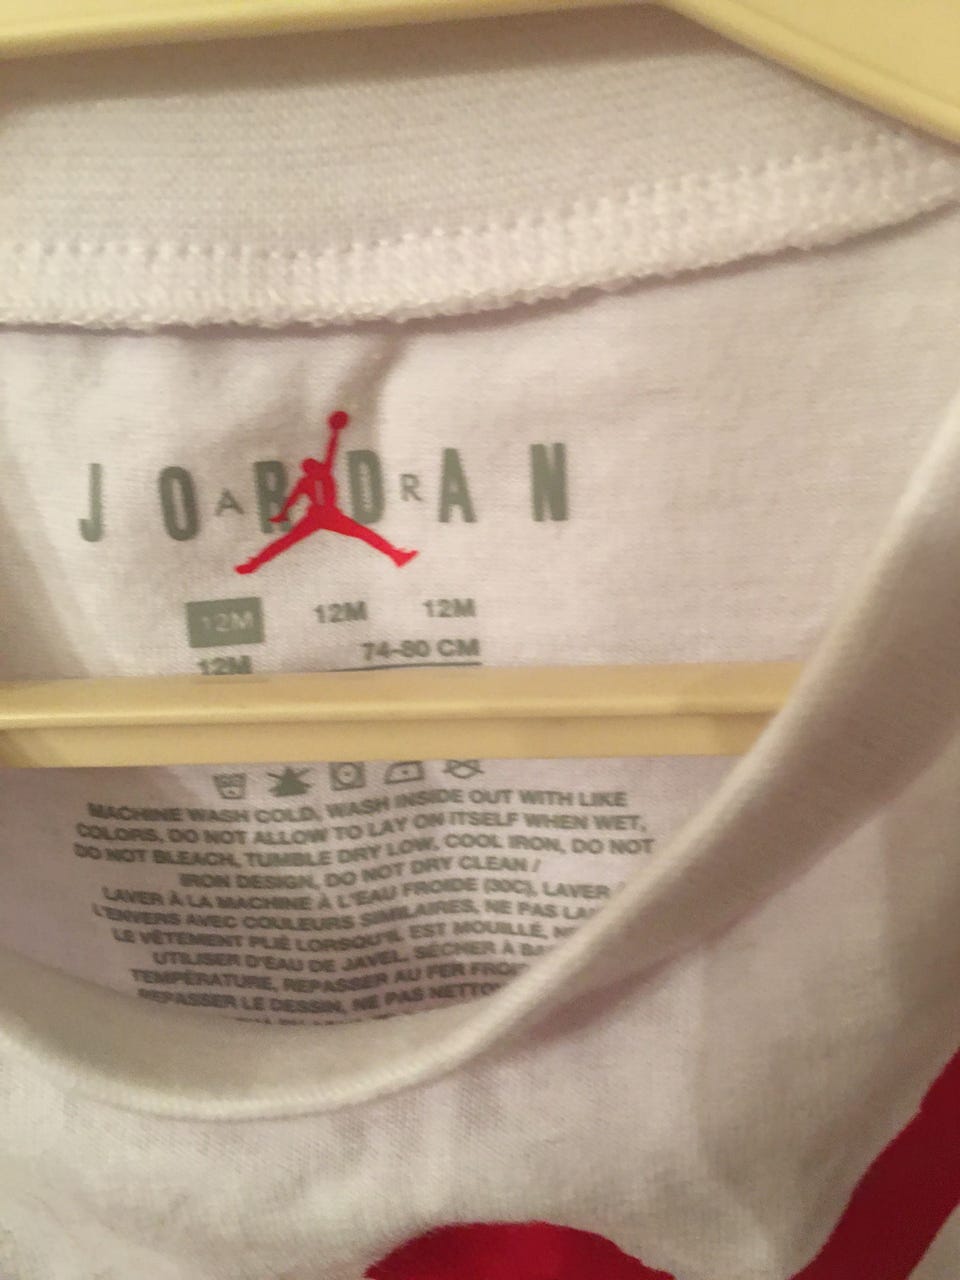 JORDAN
AIR
12M 12M 12M
12M 74-80 CM
MACHINE WASH COLD, WASH INSIDE OUT WITH LIKE
COLORS, DO NOT ALLOW TO LAY ON ITSELF WHEN WET,
DO NOT BLEACH, TUMBLE DRY LOW, COOL IRON, DO NOT
IRON DESIGN, DO NOT DRY CLEAN /
LAVER À LA MACHINE À L'EAU FROIDE (30C), LAVER
L'ENVERS AVEC COULEURS SIMILAIRES, NE PAS
LE VÊTEMENT PLIÉ LORSQU'IL EST MOUILLÉ,
UTILISER D'EAU DE JAVEL, SÉCHER À
TEMPÉRATURE, REPASSER AU FER
REPASSER LE DESSIN, NE PAS